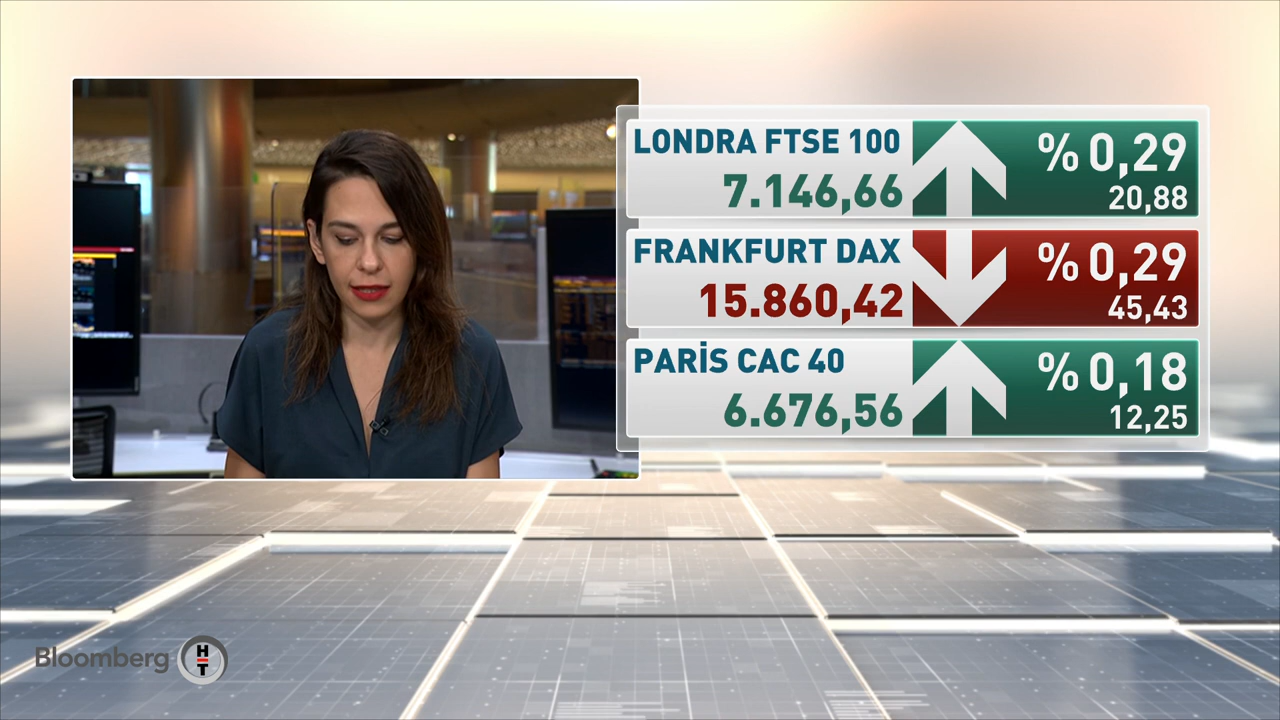 LONDRA FTSE 100
7.146,66
% 0,29
20,88
FRANKFURT DAX
15.860,42
% 0,29
45,43
PARİS CAC 40
6.676,56
% 0,18
12,25
Bloomberg HT